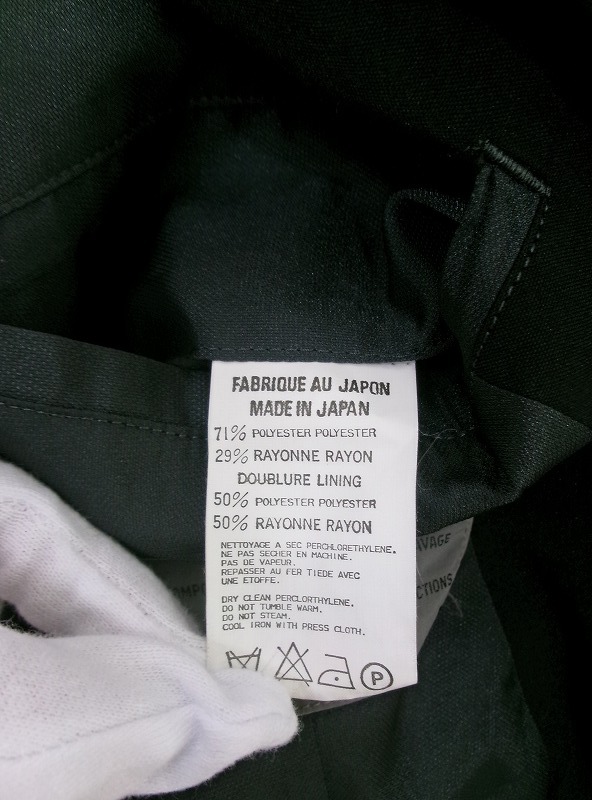 FABRIQUE AU JAPON
MADE IN JAPAN
71% POLYESTER POLYESTER
29% RAYONNE RAYON
DOUBLURE LINING
50% POLYESTER POLYESTER
50% RAYONNE RAYON
NETTOYAGE A SEC PERCHLORETHYLENE.
NE PAS SECHER EN MACHINE.
PAS DE VAPEUR.
REPASSER AU FER TIEDE AVEC
UNE ETOFFE.
DRY CLEAN PERCLORTHYLENE.
DO NOT TUMBLE WARM.
DO NOT STEAM.
COOL IRON WITH PRESS CLOTH.
P